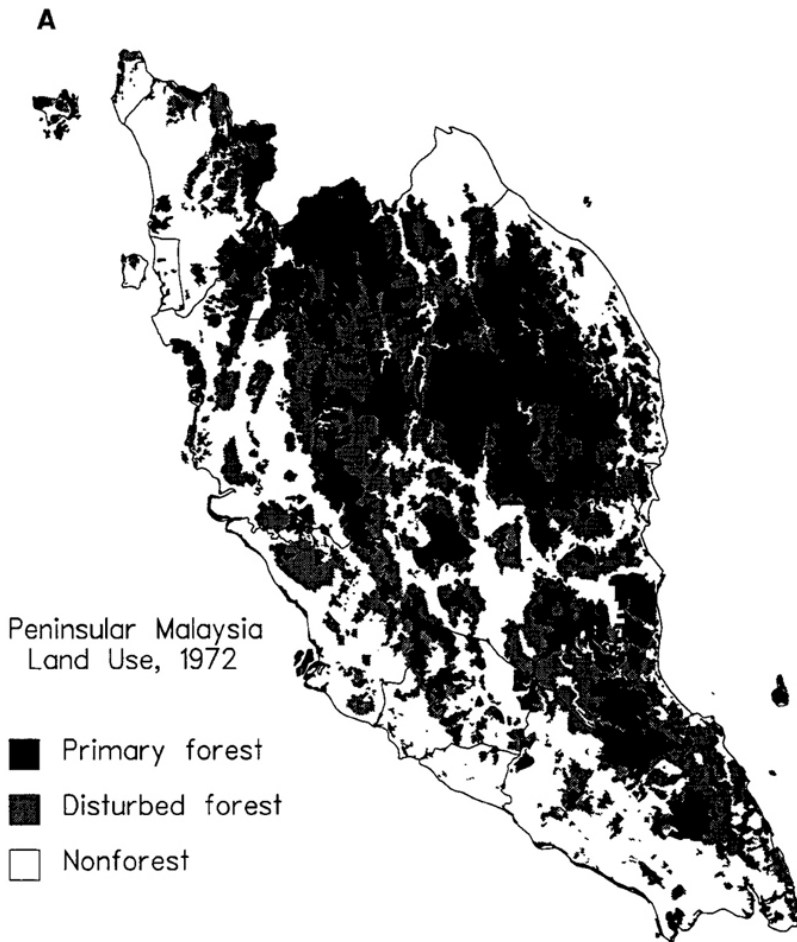 A
Peninsular Malaysia
Land Use, 1972
Primary forest
Disturbed forest
Nonforest